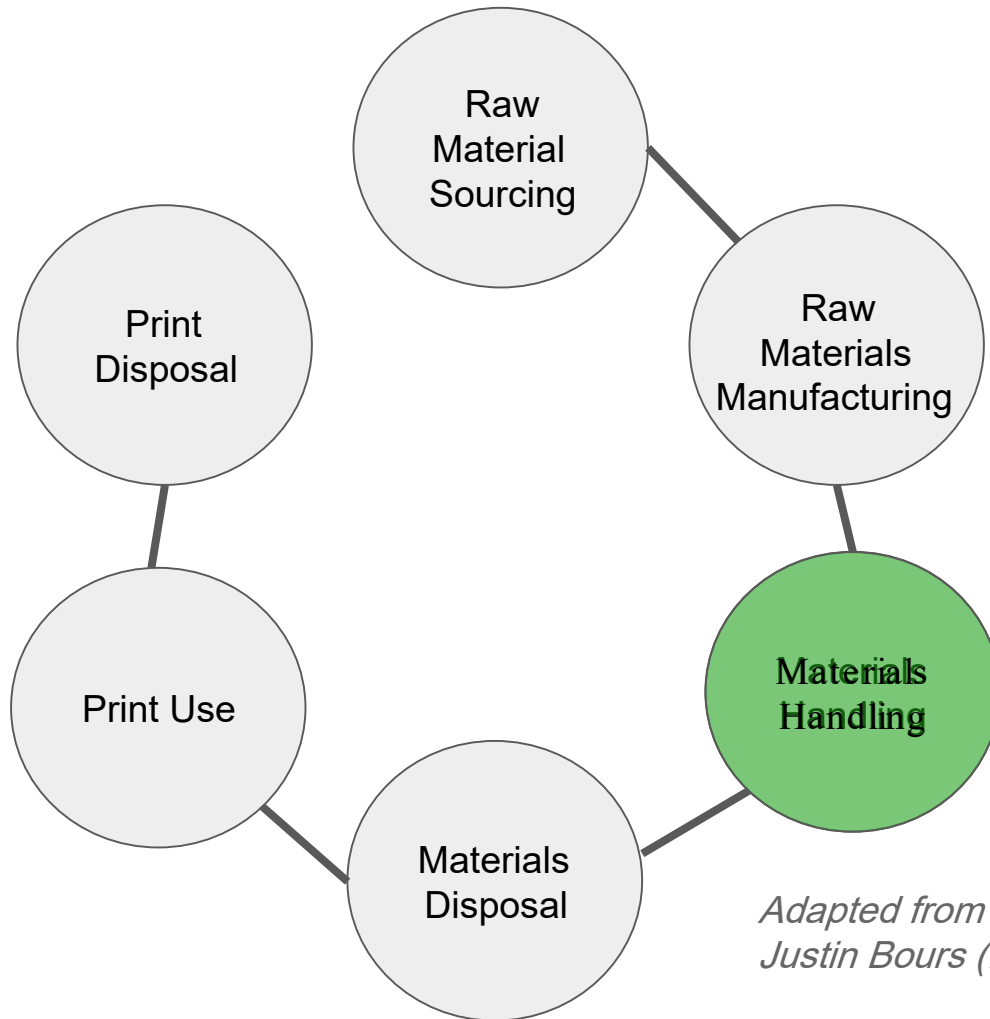 Raw
Material
Sourcing
Raw
Materials
Manufacturing
Materials
Handling
Materials
Disposal
Print Use
Print
Disposal
Adapted from
Justin Bours (